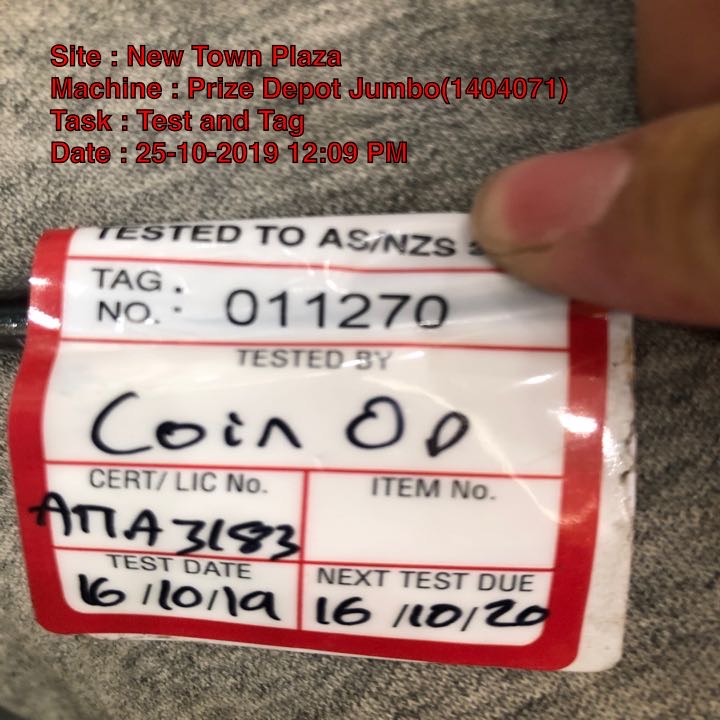 Site : New Town Plaza
Machine : Prize Depot Jumbo(1404071)
Task : Test and Tag
Date : 25-10-2019 12:09 PM
TESTED TO AS/NZS
TAG
NO. 011270
TESTED BY
Coin OP
CERT/ LIC No. ITEM No.
ATTA3183
TEST DATE NEXT TEST DUE
16/10/19 16/10/20